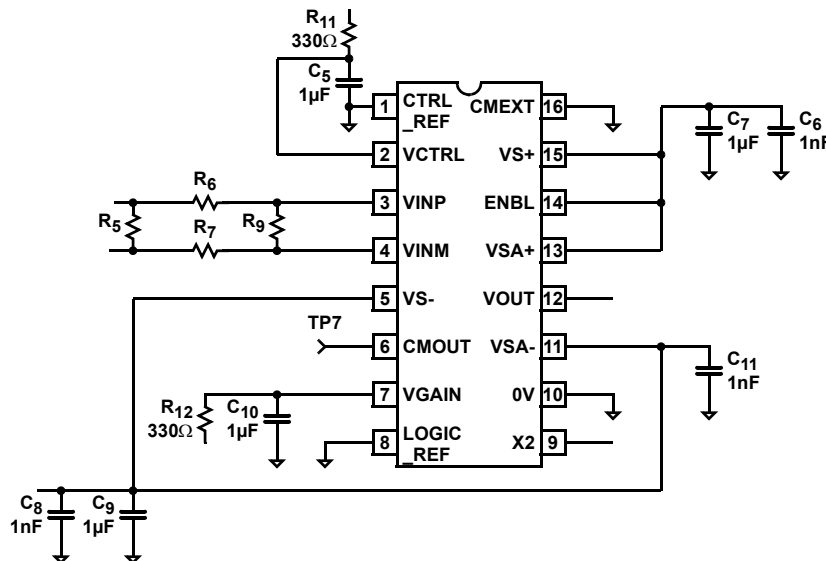 R11
330Ω
C5
1µF
1 CTRL _REF
CMEXT 16
C7
1µF
C6
1nF
2 VCTRL
VS+ 15
R6
3 VINP
ENBL 14
R5
R9
R7
4 VINM
VSA+ 13
5 VS-
VOUT 12
TP7
6 CMOUT
VSA- 11
C11
1nF
R12
330Ω
C10
1µF
7 VGAIN
0V 10
8 LOGIC _REF
X2 9
C8
1nF
C9
1µF